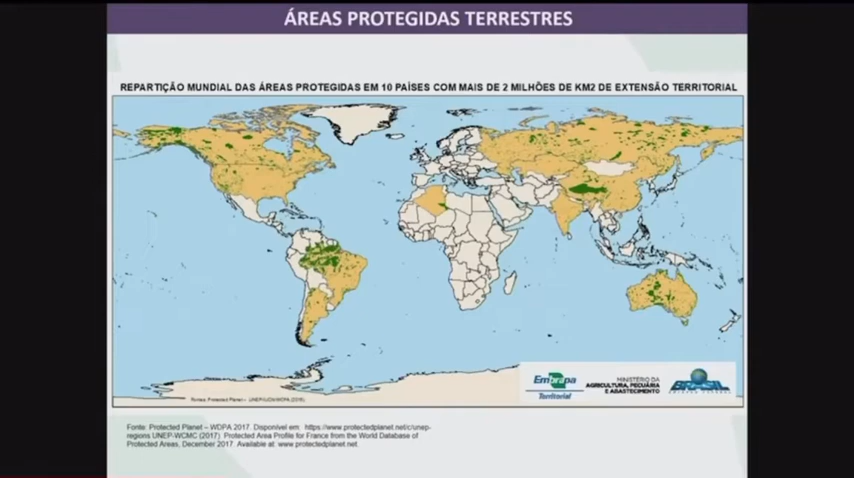 ÁREAS PROTEGIDAS TERRESTRES
REPARTIÇÃO MUNDIAL DAS ÁREAS PROTEGIDAS EM 10 PAÍSES COM MAIS DE 2 MILHÕES DE KM2 DE EXTENSÃO TERRITORIAL
Embrapa
Territorial
MINISTÉRIO DA
AGRICULTURA, PECUÁRIA
E ABASTECIMENTO
BRASIL
Protected Planet –
Fonte: Protected Planet – WDPA 2017. Disponível em: https://www.protectedplanet.net/c/unep-
regions UNEP-WCMC (2017). Protected Area Profile for France from the World Database of
Protected Areas, December 2017. Available at: www.protectedplanet.net